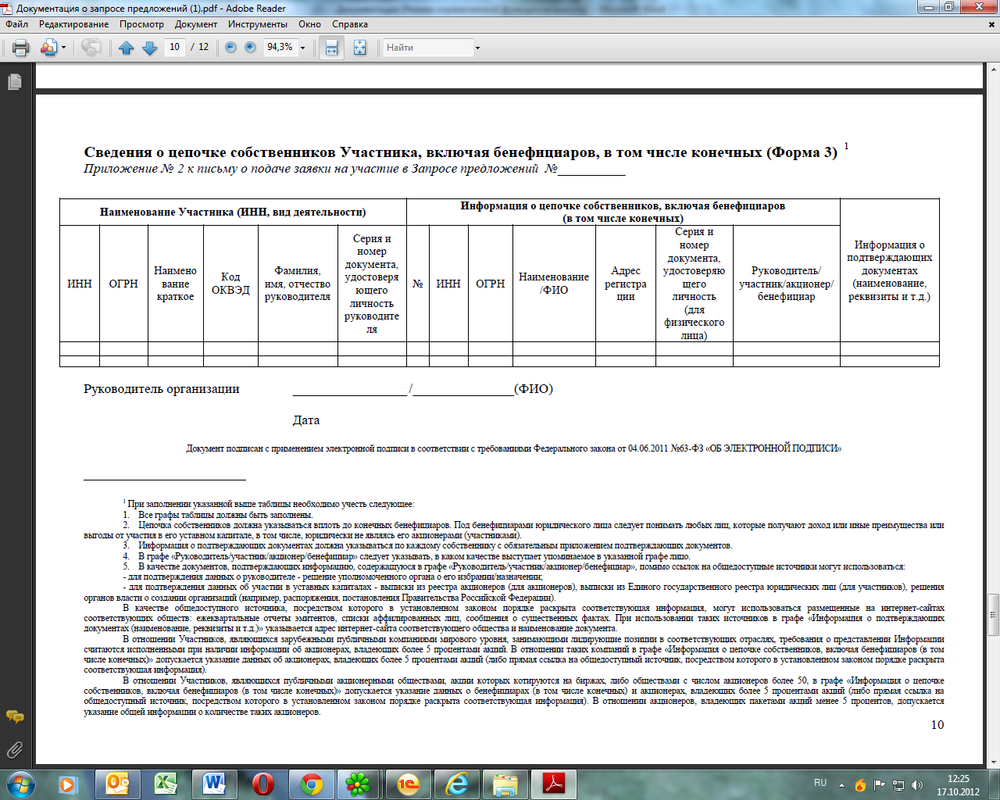 Документация о запросе предложений (1).pdf - Adobe Reader
Файл Редактирование Просмотр Документ Инструменты Окно Справка
10 / 12 94,3% Найти
Сведения о цепочке собственников Участника, включая бенефициаров, в том числе конечных (Форма 3) 1
Приложение № 2 к письму о подаче заявки на участие в Запросе предложений №___________
Наименование Участника (ИНН, вид деятельности)
Информация о цепочке собственников, включая бенефициаров
(в том числе конечных)
ИНН
ОГРН
Наимено
вание
краткое
Код
ОКВЭД
Фамилия,
имя, отчество
руководителя
Серия и
номер
документа,
удостоверя
ющего
личность
руководите
ля
№
ИНН
ОГРН
Наименование
/ФИО
Адрес
регистра
ции
Серия и
номер
документа,
удостоверяю
щего
личность
(для
физического
лица)
Руководитель/
участник/акционер/
бенефициар
Информация о
подтверждающих
документах
(наименование,
реквизиты и т.д.)
Руководитель организации __________________/________________(ФИО)
Дата
Документ подписан с применением электронной подписи в соответствии с требованиями Федерального закона от 04.06.2011 №63-ФЗ «ОБ ЭЛЕКТРОННОЙ ПОДПИСИ»
1 При заполнении указанной выше таблицы необходимо учесть следующее:
1. Все графы таблицы должны быть заполнены.
2. Цепочка собственников должна указываться вплоть до конечных бенефициаров. Под бенефициарами юридического лица следует понимать любых лиц, которые получают доход или иные преимущества или
выгоды от участия в его уставном капитале, в том числе, юридически не являясь его акционерами (участниками).
3. Информация о подтверждающих документах должна указываться по каждому собственнику с обязательным приложением подтверждающих документов.
4. В графе «Руководитель/участник/акционер/бенефициар» следует указывать, в каком качестве выступает упоминаемое в указанной графе лицо.
5. В качестве документов, подтверждающих информацию, содержащуюся в графе «Руководитель/участник/акционер/бенефициар», помимо ссылок на общедоступные источники могут использоваться:
- для подтверждения данных о руководителе - решение уполномоченного органа о его избрании/назначении;
- для подтверждения данных об участии в уставных капиталах - выписки из реестра акционеров (для акционеров), выписки из Единого государственного реестра юридических лиц (для участников), решения
органов власти о создании организаций (например, распоряжения, постановления Правительства Российской Федерации).
В качестве общедоступного источника, посредством которого в установленном законом порядке раскрыта соответствующая информация, могут использоваться размещенные на интернет-сайтах
соответствующих обществ: ежеквартальные отчеты эмитентов, списки аффилированных лиц, сообщения о существенных фактах. При использовании таких источников в графе «Информация о подтверждающих
документах (наименование, реквизиты и т.д.)» указывается адрес интернет-сайта соответствующего общества и наименование документа.
В отношении Участников, являющихся зарубежными публичными компаниями мирового уровня, занимающими лидирующие позиции в соответствующих отраслях, требования о представлении Информации
считаются исполненными при наличии информации об акционерах, владеющих более 5 процентами акций. В отношении таких компаний в графе «Информация о цепочке собственников, включая бенефициаров (в том
числе конечных)» допускается указание данных об акционерах, владеющих более 5 процентами акций (либо прямая ссылка на общедоступный источник, посредством которого в установленном законом порядке раскрыта
соответствующая информация).
В отношении Участников, являющихся публичными акционерными обществами, акции которых котируются на биржах, либо обществами с числом акционеров более 50, в графе «Информация о цепочке
собственников, включая бенефициаров (в том числе конечных)» допускается указание данных о бенефициарах (в том числе конечных) и акционерах, владеющих более 5 процентами акций (либо прямая ссылка на
общедоступный источник, посредством которого в установленном законом порядке раскрыта соответствующая информация). В отношении акционеров, владеющих пакетами акций менее 5 процентов, допускается
указание общей информации о количестве таких акционеров.
10
RU
12:25
17.10.2012